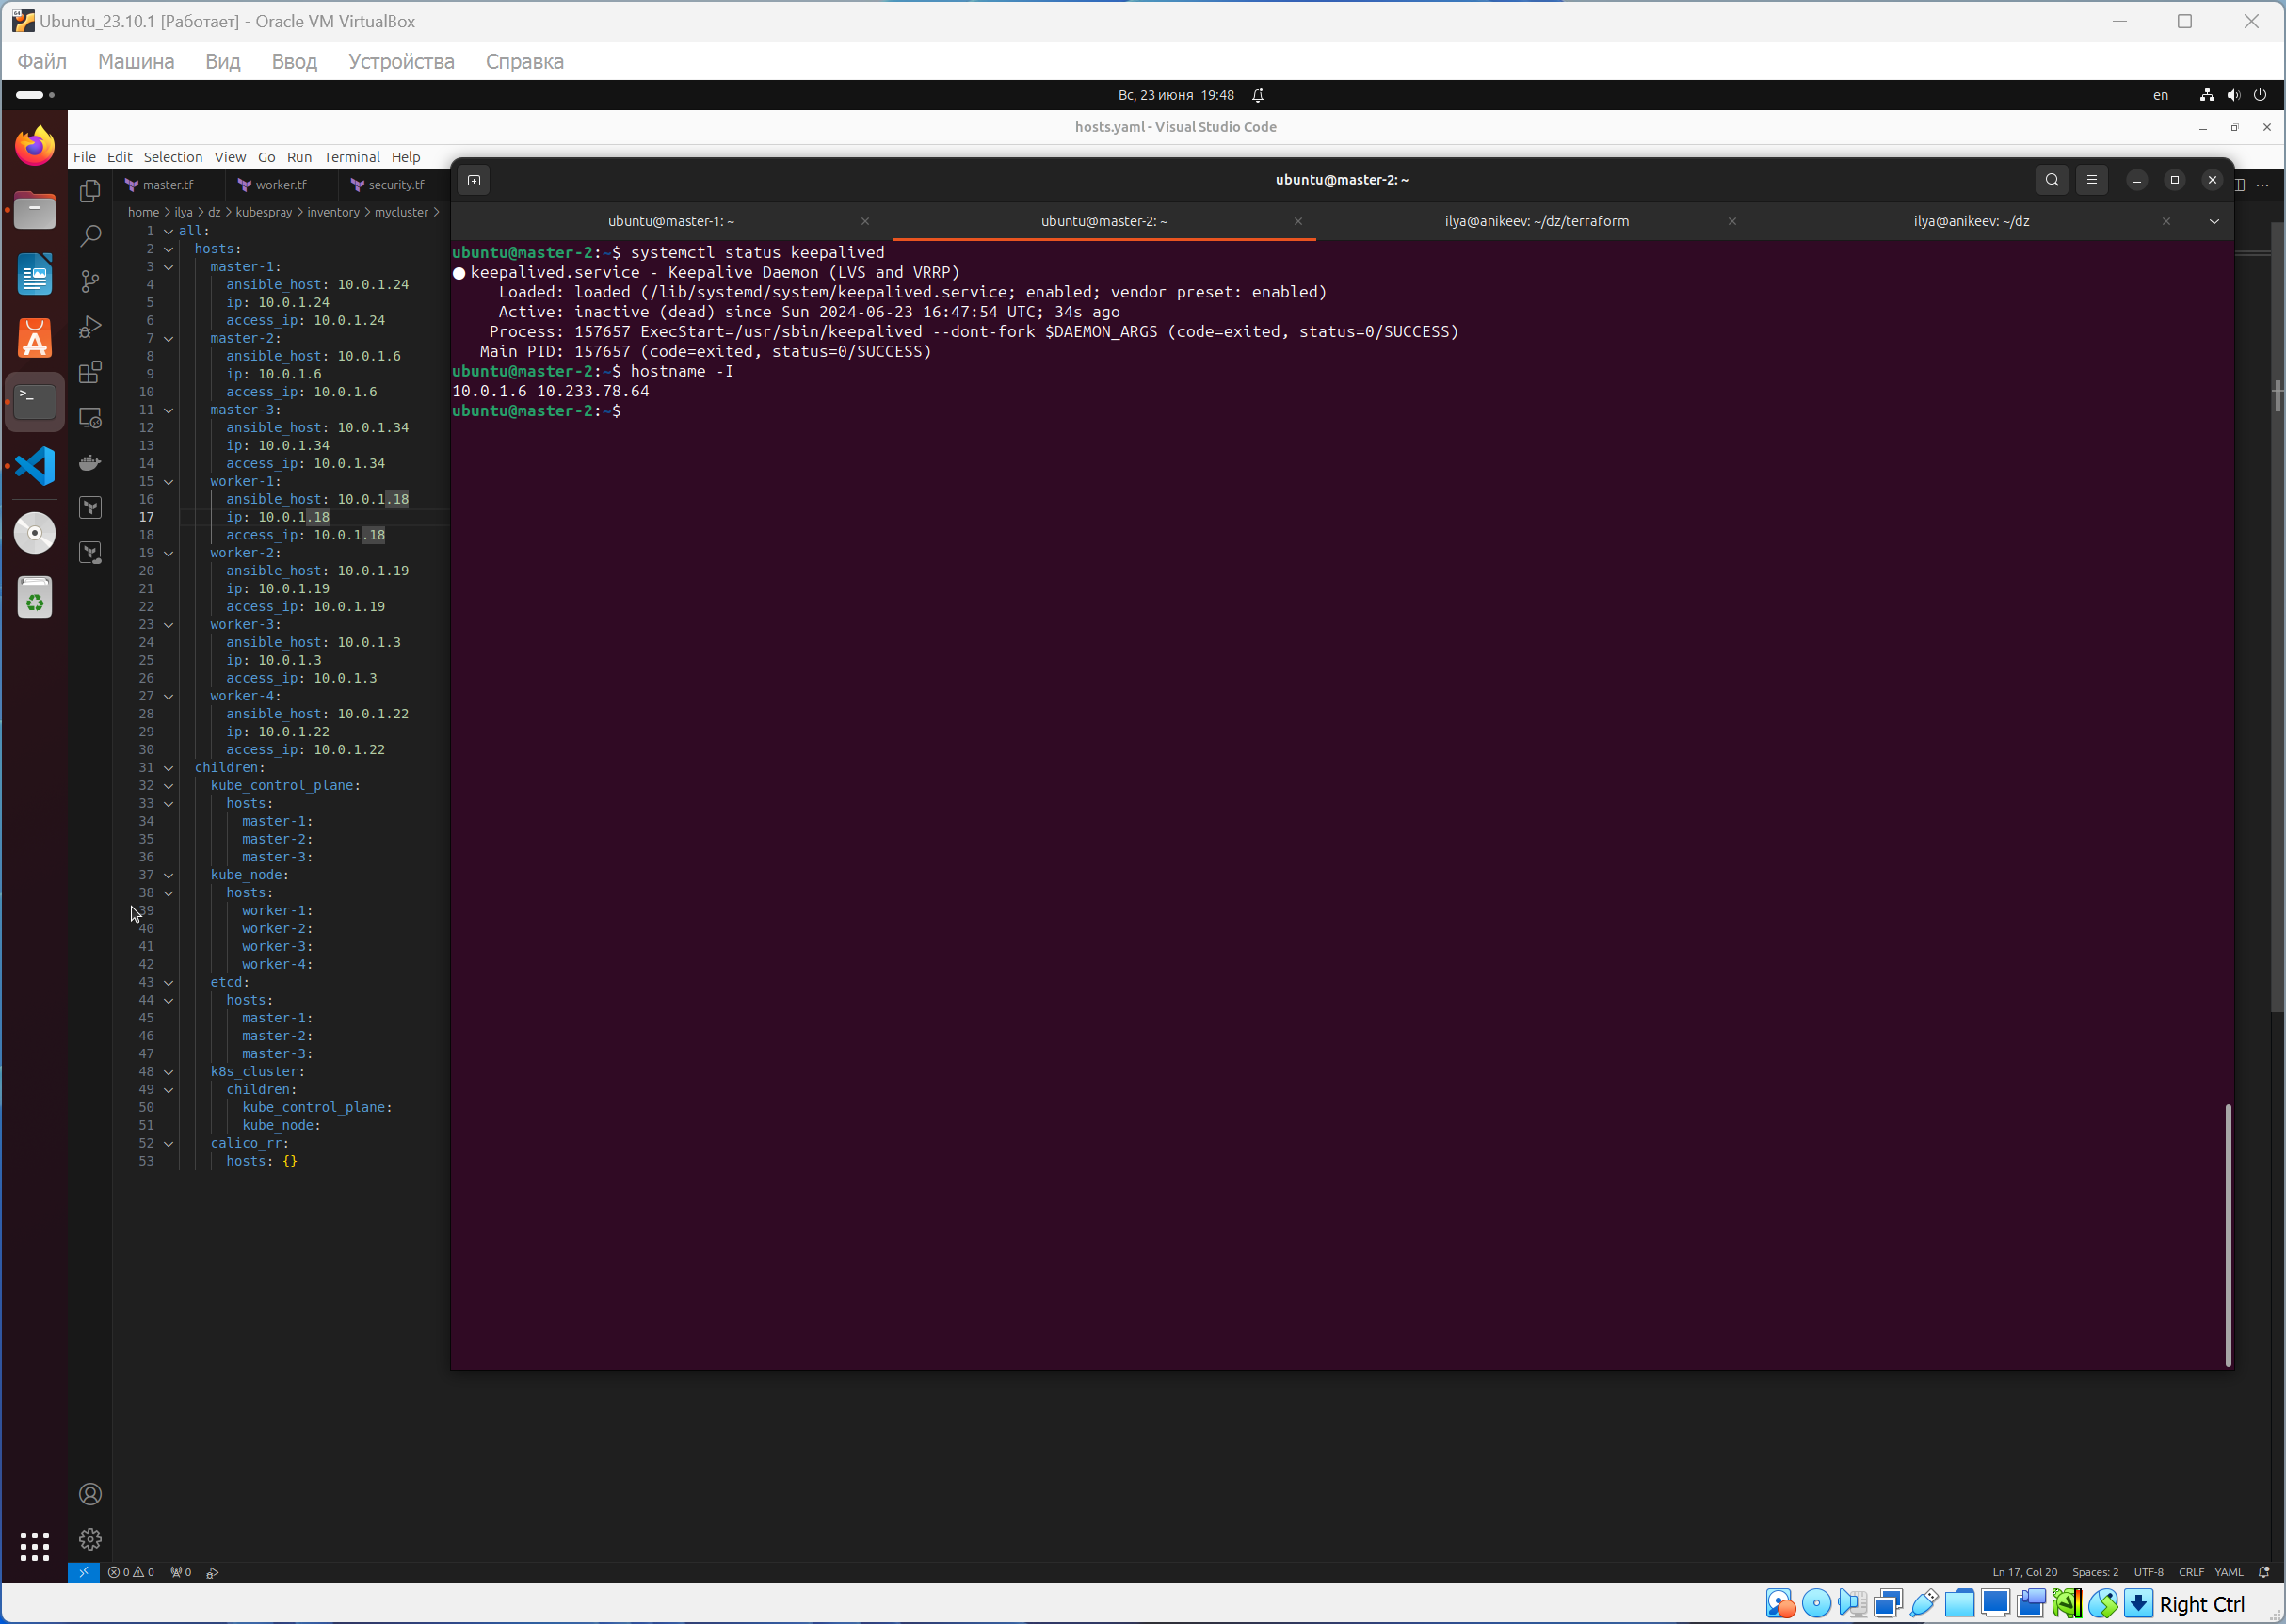 Ubuntu_23.10.1 [Работает] - Oracle VM VirtualBox
Файл Машина Вид Ввод Устройства Справка
Вс, 23 июня 19:48
en
hosts.yaml - Visual Studio Code
File Edit Selection View Go Run Terminal Help
master.tf worker.tf security.tf
home > ilya > dz > kubespray > inventory > mycluster >
1 all:
2 hosts:
3 master-1:
4 ansible_host: 10.0.1.24
5 ip: 10.0.1.24
6 access_ip: 10.0.1.24
7 master-2:
8 ansible_host: 10.0.1.6
9 ip: 10.0.1.6
10 access_ip: 10.0.1.6
11 master-3:
12 ansible_host: 10.0.1.34
13 ip: 10.0.1.34
14 access_ip: 10.0.1.34
15 worker-1:
16 ansible_host: 10.0.1.18
17 ip: 10.0.1.18
18 access_ip: 10.0.1.18
19 worker-2:
20 ansible_host: 10.0.1.19
21 ip: 10.0.1.19
22 access_ip: 10.0.1.19
23 worker-3:
24 ansible_host: 10.0.1.3
25 ip: 10.0.1.3
26 access_ip: 10.0.1.3
27 worker-4:
28 ansible_host: 10.0.1.22
29 ip: 10.0.1.22
30 access_ip: 10.0.1.22
31 children:
32 kube_control_plane:
33 hosts:
34 master-1:
35 master-2:
36 master-3:
37 kube_node:
38 hosts:
39 worker-1:
40 worker-2:
41 worker-3:
42 worker-4:
43 etcd:
44 hosts:
45 master-1:
46 master-2:
47 master-3:
48 k8s_cluster:
49 children:
50 kube_control_plane:
51 kube_node:
52 calico_rr:
53 hosts: {}
ubuntu@master-2: ~
ubuntu@master-1: ~ ubuntu@master-2: ~ ilya@anikeev: ~/dz/terraform ilya@anikeev: ~/dz
ubuntu@master-2:~$ systemctl status keepalived
keepalived.service - Keepalive Daemon (LVS and VRRP)
Loaded: loaded (/lib/systemd/system/keepalived.service; enabled; vendor preset: enabled)
Active: inactive (dead) since Sun 2024-06-23 16:47:54 UTC; 34s ago
Process: 157657 ExecStart=/usr/sbin/keepalived --dont-fork $DAEMON_ARGS (code=exited, status=0/SUCCESS)
Main PID: 157657 (code=exited, status=0/SUCCESS)
ubuntu@master-2:~$ hostname -I
10.0.1.6 10.233.78.64
ubuntu@master-2:~$
0 0 0
Ln 17, Col 20 Spaces: 2 UTF-8 CRLF YAML
Right Ctrl